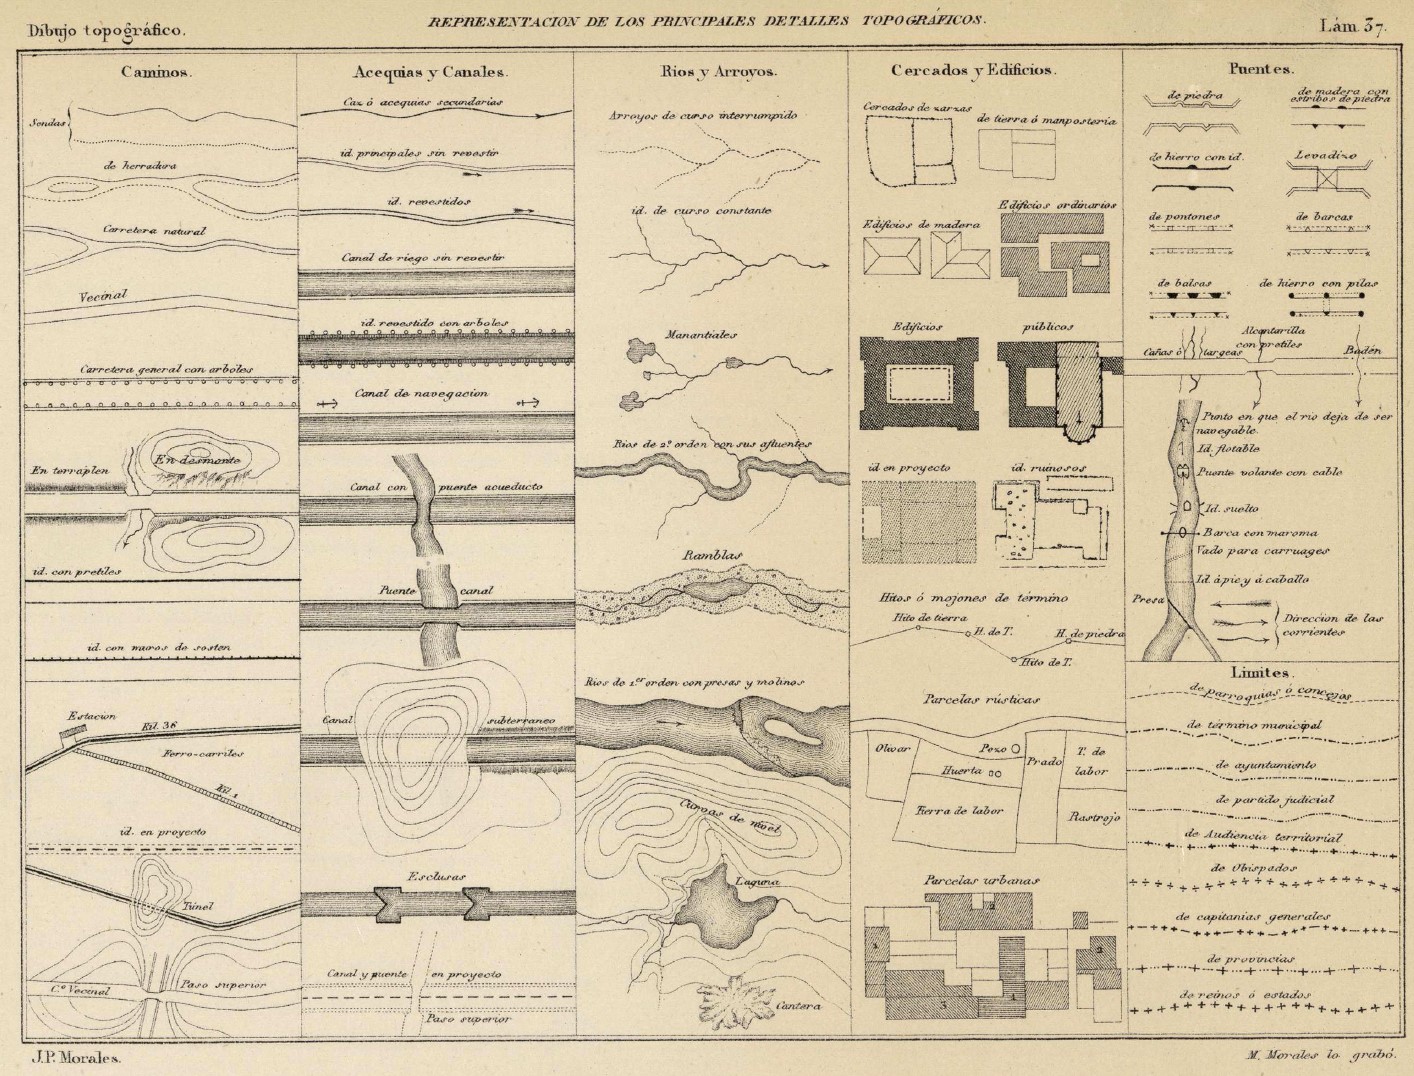 Dibujo topográfico.
REPRESENTACION DE LOS PRINCIPALES DETALLES TOPOGRÁFICOS.
Lám. 37.
Caminos.
Sendas
de herradura
Carretera natural
Vecinal
Carretera general con arboles
En desmonte
En terraplen
id. con pretiles
id. con muros de sosten
Estacion
Kil. 36
Ferro-carriles
Kil. 1
id. en proyecto
Túnel
C.º Vecinal
Paso superior
Acequias y Canales.
Caz ó acequias secundarias
id. principales sin revestir
id. revestidos
Canal de riego sin revestir
id. revestido con arboles
Canal de navegacion
Canal con puente acueducto
Puente canal
Canal subterraneo
Esclusas
Canal y puente en proyecto
Paso superior
Rios y Arroyos.
Arroyos de curso interrumpido
id. de curso constante
Manantiales
Rios de 2º orden con sus afluentes
Ramblas
Rios de 1er orden con presas y molinos
Curvas de nivel
Laguna
Cantera
Cercados y Edificios.
Cercados de zarzas
de tierra ó manposteria
Edificios de madera
Edificios ordinarios
Edificios públicos
id en proyecto
id. ruinosos
Hitos ó mojones de término
Hito de tierra
H. de T.
H. de piedra
Hito de T.
Parcelas rústicas
Olivar
Pozo
Prado
T. de
labor
Huerta
Tierra de labor
Rastrojo
Parcelas urbanas
2
1
2
3
1
Puentes.
de piedra
de madera con
estribos de piedra
de hierro con id.
Levadizo
de pontones
de barcas
de balsas
de hierro con pilas
Cañas ó targeas
Alcantarilla
con pretiles
Badén
Punto en que el rio deja de ser
navegable.
Id. flotable
Puente volante con cable
Id. suelto
Barca con maroma
Vado para carruages
Id. á pie y á caballo
Presa
Direccion de las
corrientes
Limites.
de parroquias ó concejos
de término municipal
de ayuntamiento
de partido judicial
de Audiencia territorial
de Obispados
de capitanias generales
de provincias
de reinos ó estados
J.P. Morales.
M. Morales lo grabó.